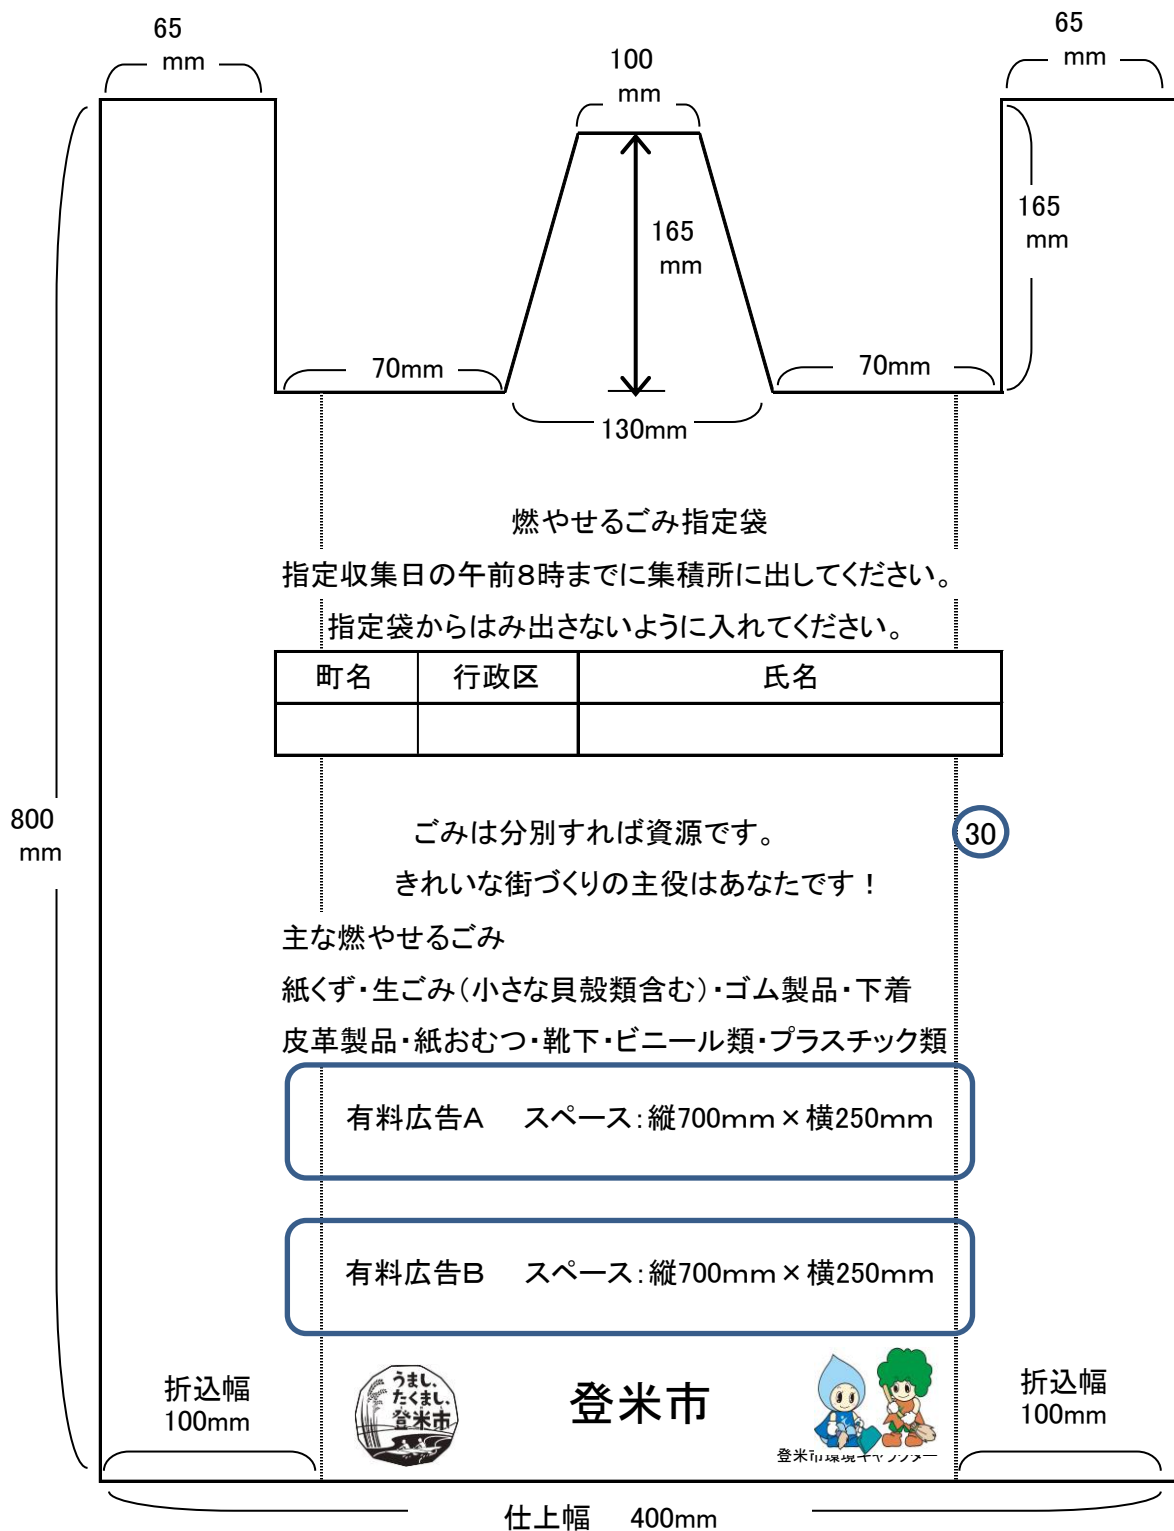 65
mm
65
mm
100
mm
165
mm
165
mm
70mm
70mm
130mm
燃やせるごみ指定袋
指定収集日の午前8時までに集積所に出してください。
指定袋からはみ出さないように入れてください。
町名 行政区 氏名
800
mm
ごみは分別すれば資源です。
30
きれいな街づくりの主役はあなたです！
主な燃やせるごみ
紙くず・生ごみ（小さな貝殻類含む）・ゴム製品・下着
皮革製品・紙おむつ・靴下・ビニール類・プラスチック類
有料広告A スペース：縦700mm×横250mm
有料広告B スペース：縦700mm×横250mm
折込幅
100mm
うまし、
たくまし、
登米市
登米市
登米市環境キャラクター
折込幅
100mm
仕上幅 400mm